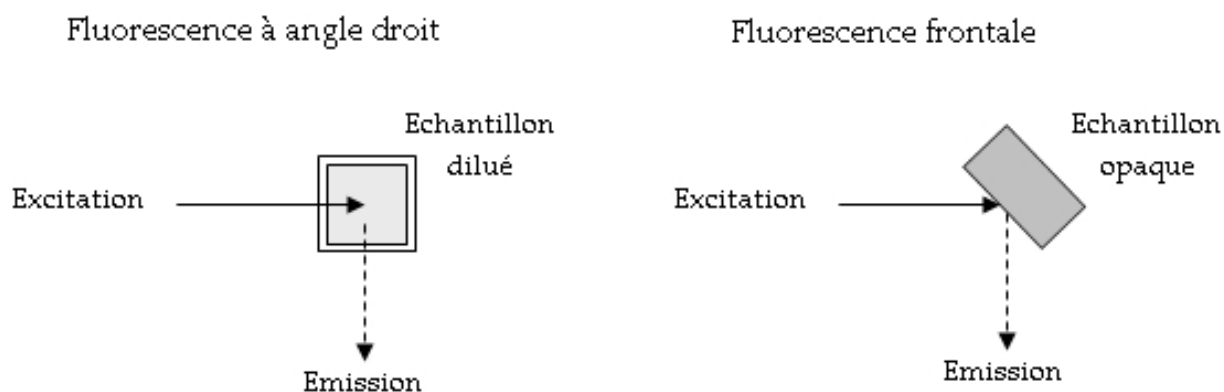 Fluorescence à angle droit
Fluorescence frontale
Echantillon
dilué
Excitation
Emission
Echantillon
opaque
Excitation
Emission